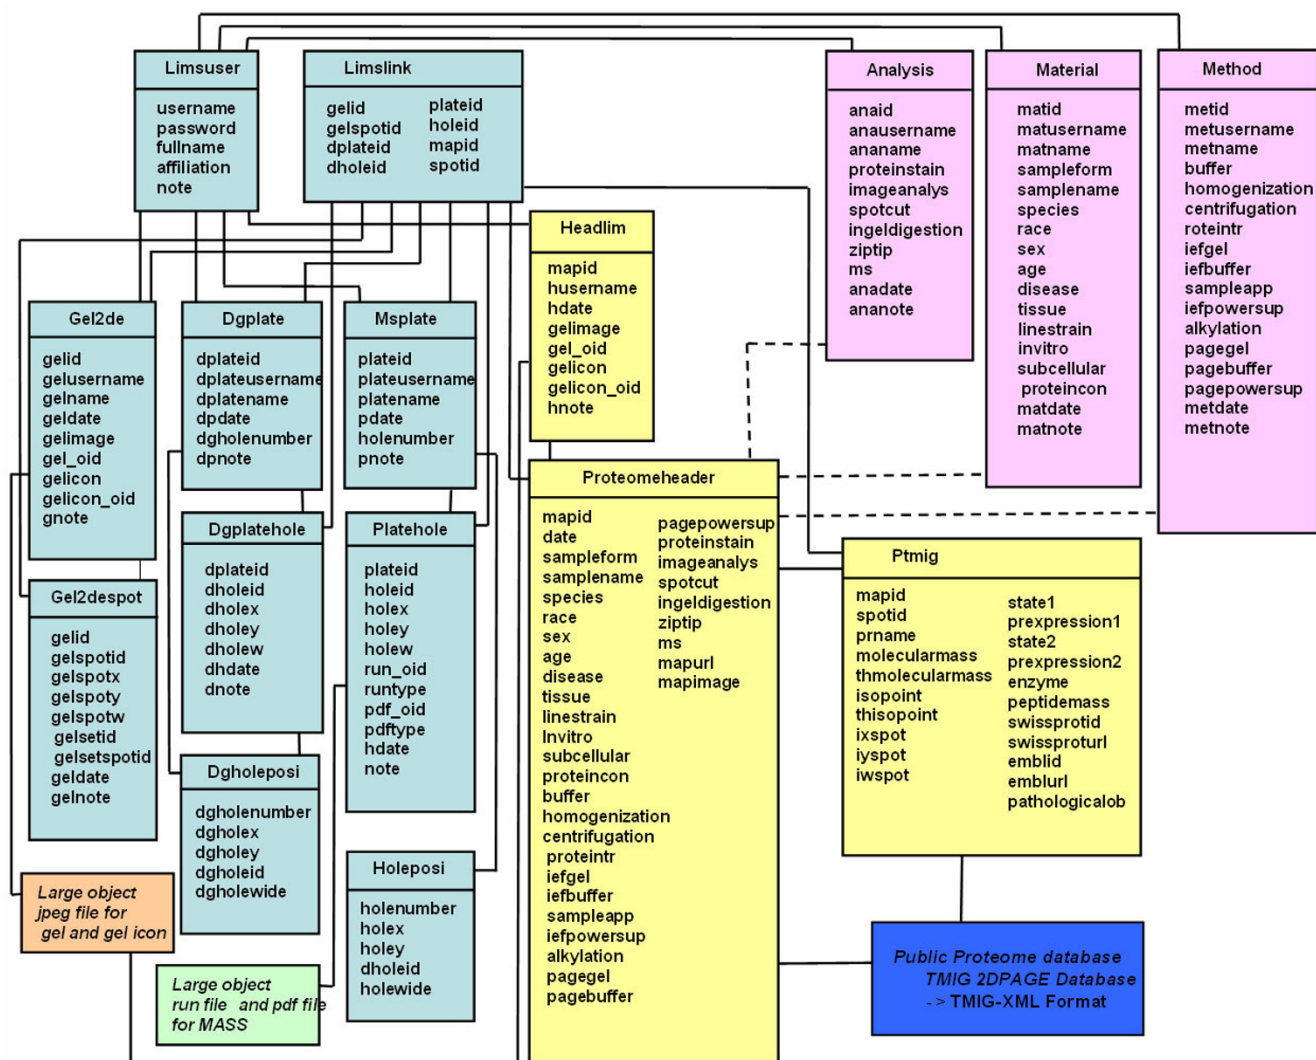 Limsuser
username
password
fullname
affiliation
note
Limslink
gelid
gelspotid
dplateid
dholeid
plateid
holeid
mapid
spotid
Analysis
anaid
anausername
ananame
proteinstain
imageanalys
spotcut
ingeldigestion
ziptip
ms
anadate
ananote
Material
matid
matusername
matname
sampleform
samplename
species
race
sex
age
disease
tissue
linestrain
invitro
subcellular
proteincon
matdate
matnote
Method
metid
metusername
metname
buffer
homogenization
centrifugation
roteintr
iefgel
iefbuffer
sampleapp
iefpowersup
alkylation
pagegel
pagebuffer
pagepowersup
metdate
metnote
Headlim
mapid
husername
hdate
gelimage
gel_oid
gelicon
gelicon_oid
hnote
Gel2de
gelid
gelusername
gelname
geldate
gelimage
gel_oid
gelicon
gelicon_oid
gnote
Dgplate
dplateid
dplateusername
dplatename
dpdate
dgholenumber
dpnote
Msplate
plateid
plateusername
platename
pdate
holenumber
pnote
Gel2despot
gelid
gelspotid
gelspotx
gelspoty
gelspotw
gelsetid
gelsetspotid
geldate
gelnote
Dgplatehole
dplateid
dholeid
dholex
dholey
dholew
dhdate
dnote
Platehole
plateid
holeid
holex
holey
holew
run_oid
runtype
pdf_oid
pdftype
hdate
note
Dgholeposi
dgholenumber
dgholex
dgholey
dgholeid
dgholewide
Holeposi
holenumber
holex
holey
dholeid
holewide
Proteomeheader
mapid
date
sampleform
samplename
species
race
sex
age
disease
tissue
linestrain
Invitro
subcellular
proteincon
buffer
homogenization
centrifugation
proteintr
iefgel
iefbuffer
sampleapp
iefpowersup
alkylation
pagegel
pagebuffer
pagepowersup
proteinstain
imageanalys
spotcut
ingeldigestion
ziptip
ms
mapurl
mapimage
Ptmig
mapid
spotid
prname
molecularmass
thmolecularmass
isopoint
thisopoint
ixspot
iyspot
iwspot
state1
prexpression1
state2
prexpression2
enzyme
peptidemass
swissprotid
swissproturl
emblid
emblurl
pathologicalob
Large object
jpeg file for
gel and gel icon
Large object
run file and pdf file
for MASS
Public Proteome database
TMIG 2DPAGE Database
- > TMIG-XML Format